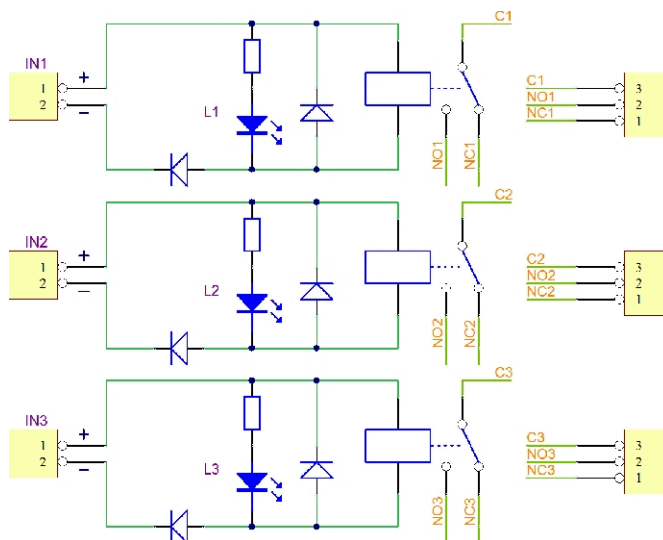 C1
IN1
1 +
2 −
L1
NO1
NC1
C1 3
NO1 2
NC1 1
C2
IN2
1 +
2 −
L2
NO2
NC2
C2 3
NO2 2
NC2 1
C3
IN3
1 +
2 −
L3
NO3
NC3
C3 3
NO3 2
NC3 1